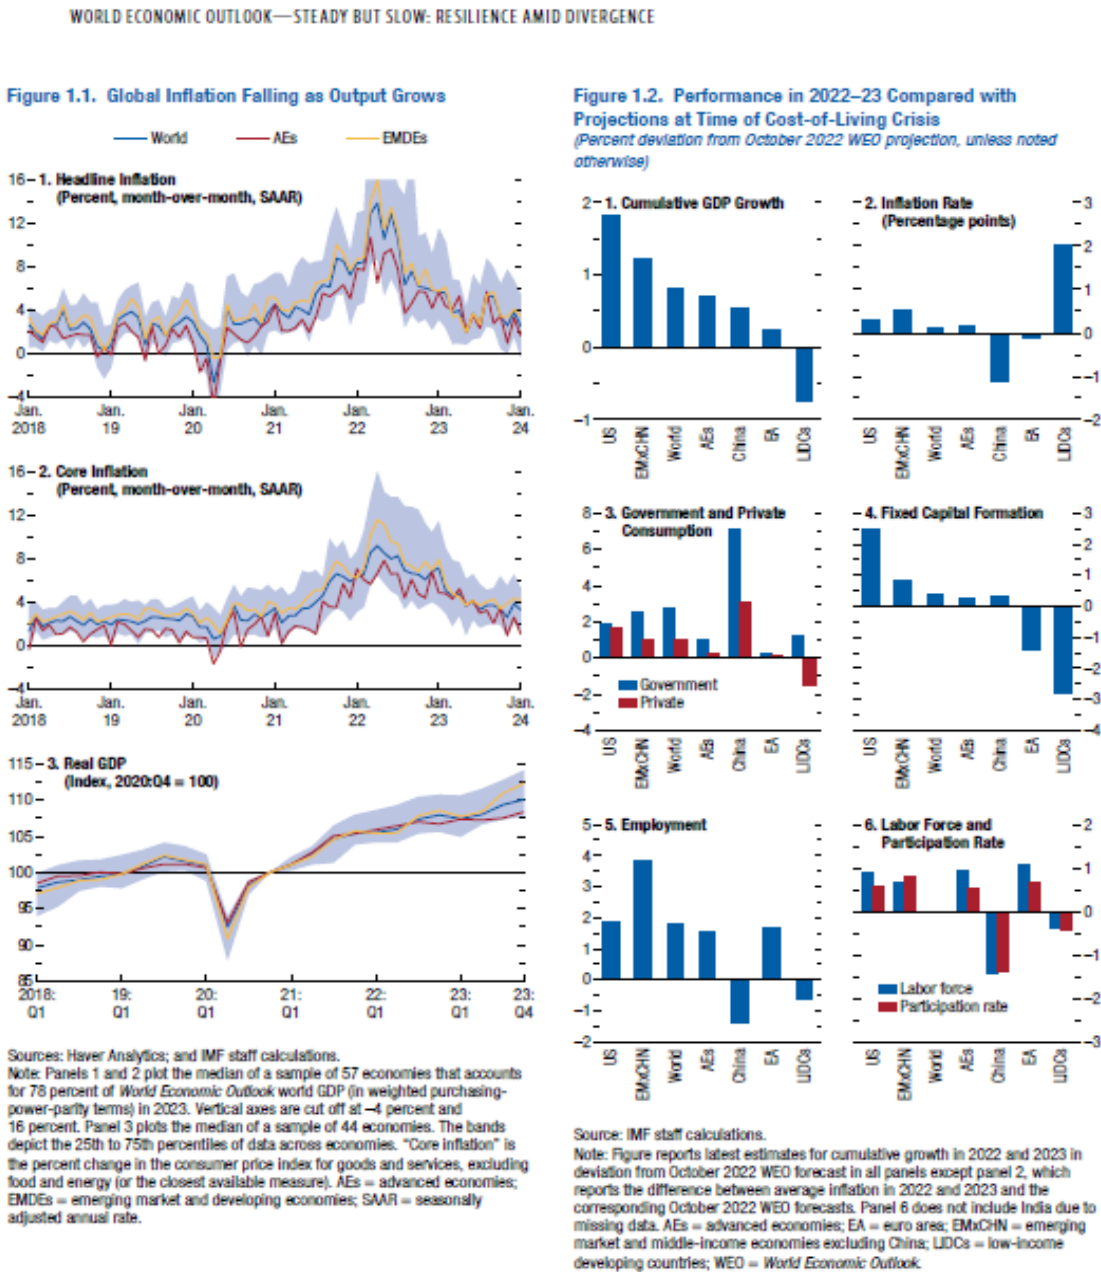 WORLD ECONOMIC OUTLOOK—STEADY BUT SLOW: RESILIENCE AMID DIVERGENCE
Figure 1.1. Global Inflation Falling as Output Grows
World AEs EMDEs
16 1. Headline Inflation
(Percent, month-over-month, SAAR)
12
8
4
0
–4
Jan. Jan. Jan. Jan. Jan. Jan. Jan.
2018 19 20 21 22 23 24
16 2. Core Inflation
(Percent, month-over-month, SAAR)
12
8
4
0
–4
Jan. Jan. Jan. Jan. Jan. Jan. Jan.
2018 19 20 21 22 23 24
115 3. Real GDP
(Index, 2020:Q4 = 100)
110
105
100
95
90
85
2018: 19: 20: 21: 22: 23: 23:
Q1 Q1 Q1 Q1 Q1 Q1 Q4
Sources: Haver Analytics; and IMF staff calculations.
Note: Panels 1 and 2 plot the median of a sample of 57 economies that accounts
for 78 percent of World Economic Outlook world GDP (in weighted purchasing-
power-parity terms) in 2023. Vertical axes are cut off at –4 percent and
16 percent. Panel 3 plots the median of a sample of 44 economies. The bands
depict the 25th to 75th percentiles of data across economies. “Core inflation” is
the percent change in the consumer price index for goods and services, excluding
food and energy (or the closest available measure). AEs = advanced economies;
EMDEs = emerging market and developing economies; SAAR = seasonally
adjusted annual rate.
Figure 1.2. Performance in 2022–23 Compared with
Projections at Time of Cost-of-Living Crisis
(Percent deviation from October 2022 WEO projection, unless noted
otherwise)
2 1. Cumulative GDP Growth
1
0
–1
US EMxCHN World AEs China EA LIDCs
2. Inflation Rate 3
(Percentage points)
2
1
0
–1
–2
US EMxCHN World AEs China EA LIDCs
8 3. Government and Private
Consumption
6
4
2
0
–2
–4
Government
Private
US EMxCHN World AEs China EA LIDCs
4. Fixed Capital Formation 3
2
1
0
–1
–2
–3
–4
US EMxCHN World AEs China EA LIDCs
5 5. Employment
4
3
2
1
0
–1
–2
US EMxCHN World AEs China EA LIDCs
6. Labor Force and 2
Participation Rate
1
0
–1
–2
–3
Labor force
Participation rate
US EMxCHN World AEs China EA LIDCs
Source: IMF staff calculations.
Note: Figure reports latest estimates for cumulative growth in 2022 and 2023 in
deviation from October 2022 WEO forecast in all panels except panel 2, which
reports the difference between average inflation in 2022 and 2023 and the
corresponding October 2022 WEO forecasts. Panel 6 does not include India due to
missing data. AEs = advanced economies; EA = euro area; EMxCHN = emerging
market and middle-income economies excluding China; LIDCs = low-income
developing countries; WEO = World Economic Outlook.